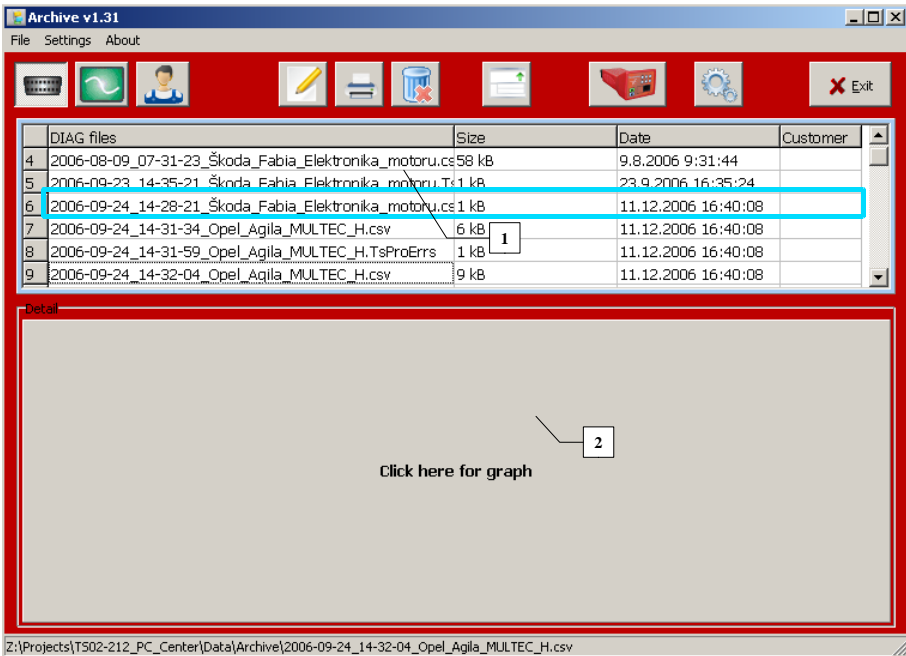 Archive v1.31
File Settings About
Exit
DIAG files Size Date Customer
4 2006-08-09_07-31-23_Škoda_Fabia_Elektronika_motoru.cs 58 kB 9.8.2006 9:31:44
5 2006-09-23_14-35-21_Škoda_Fabia_Elektronika_motoru.Ts 1 kB 23.9.2006 16:35:24
6 2006-09-24_14-28-21_Škoda_Fabia_Elektronika_motoru.cs 1 kB 11.12.2006 16:40:08
7 2006-09-24_14-31-34_Opel_Agila_MULTEC_H.csv 6 kB 11.12.2006 16:40:08
1
8 2006-09-24_14-31-59_Opel_Agila_MULTEC_H.TsProErrs 1 kB 11.12.2006 16:40:08
9 2006-09-24_14-32-04_Opel_Agila_MULTEC_H.csv 9 kB 11.12.2006 16:40:08
Detail
2
Click here for graph
Z:\Projects\TS02-212_PC_Center\Data\Archive\2006-09-24_14-32-04_Opel_Agila_MULTEC_H.csv